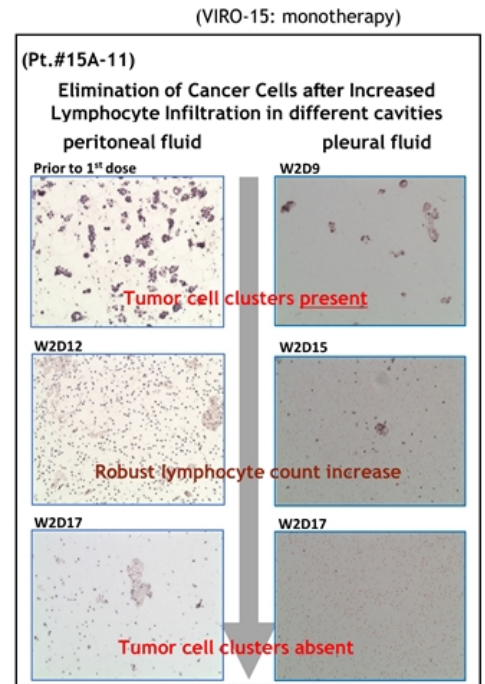 (VIRO-15: monotherapy)
(Pt.#15A-11)
Elimination of Cancer Cells after Increased
Lymphocyte Infiltration in different cavities
peritoneal fluid
pleural fluid
Prior to 1st dose
W2D9
Tumor cell clusters present
W2D12
W2D15
Robust lymphocyte count increase
W2D17
W2D17
Tumor cell clusters absent